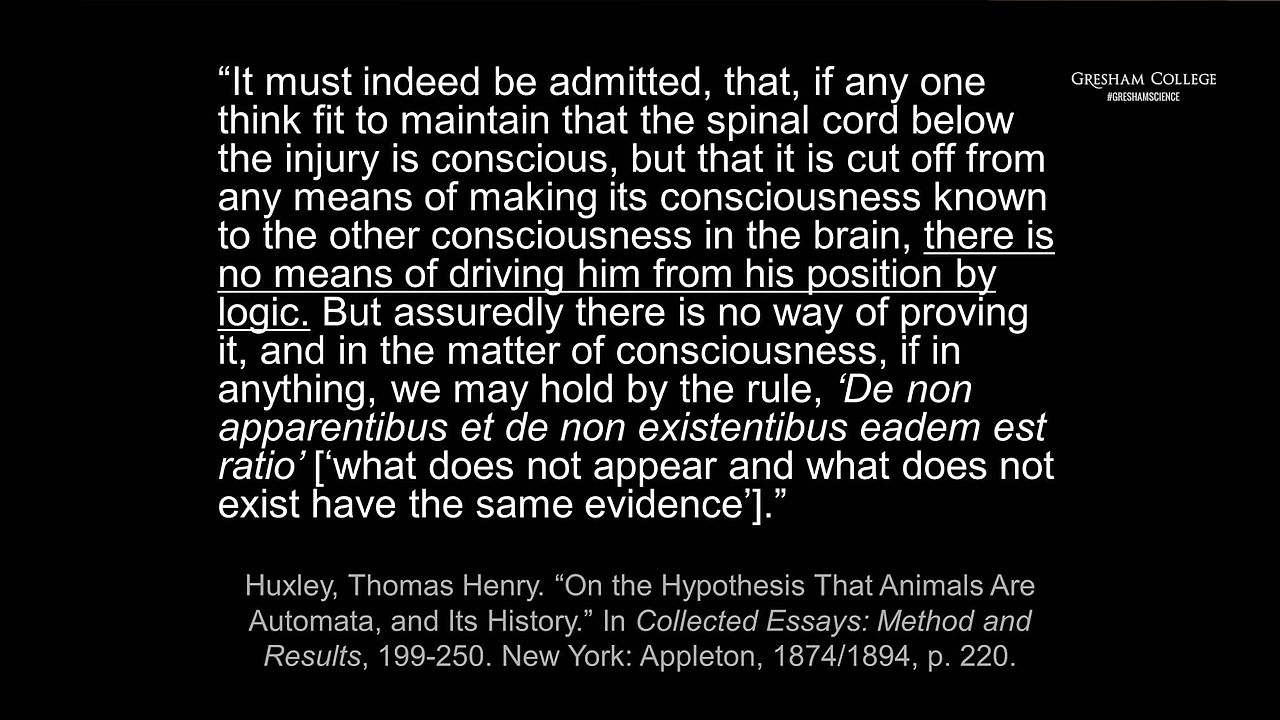 GRESHAM COLLEGE
#GRESHAMSCIENCE
“It must indeed be admitted, that, if any one
think fit to maintain that the spinal cord below
the injury is conscious, but that it is cut off from
any means of making its consciousness known
to the other consciousness in the brain, there is
no means of driving him from his position by
logic. But assuredly there is no way of proving
it, and in the matter of consciousness, if in
anything, we may hold by the rule, ‘De non
apparentibus et de non existentibus eadem est
ratio’ [‘what does not appear and what does not
exist have the same evidence’].”
Huxley, Thomas Henry. “On the Hypothesis That Animals Are
Automata, and Its History.” In Collected Essays: Method and
Results, 199-250. New York: Appleton, 1874/1894, p. 220.